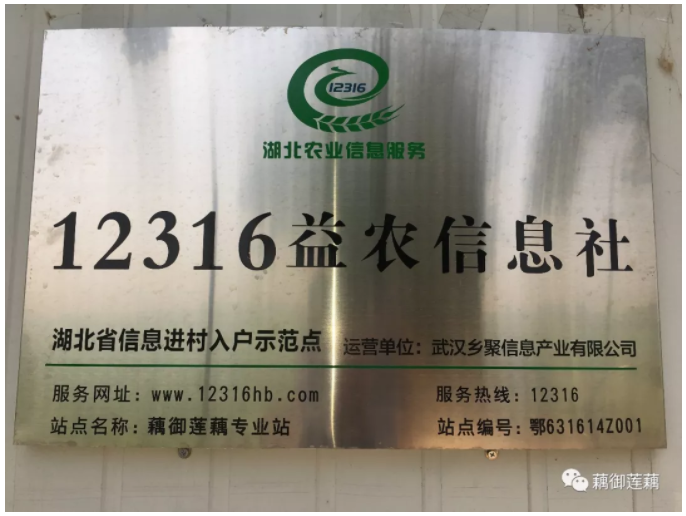 12316
湖北农业信息服务
12316益农信息社
湖北省信息进村入户示范点 运营单位：武汉乡聚信息产业有限公司
服务网址：www.12316hb.com 服务热线：12316
站点名称：藕御莲藕专业站 站点编号：鄂631614Z001
藕御莲藕